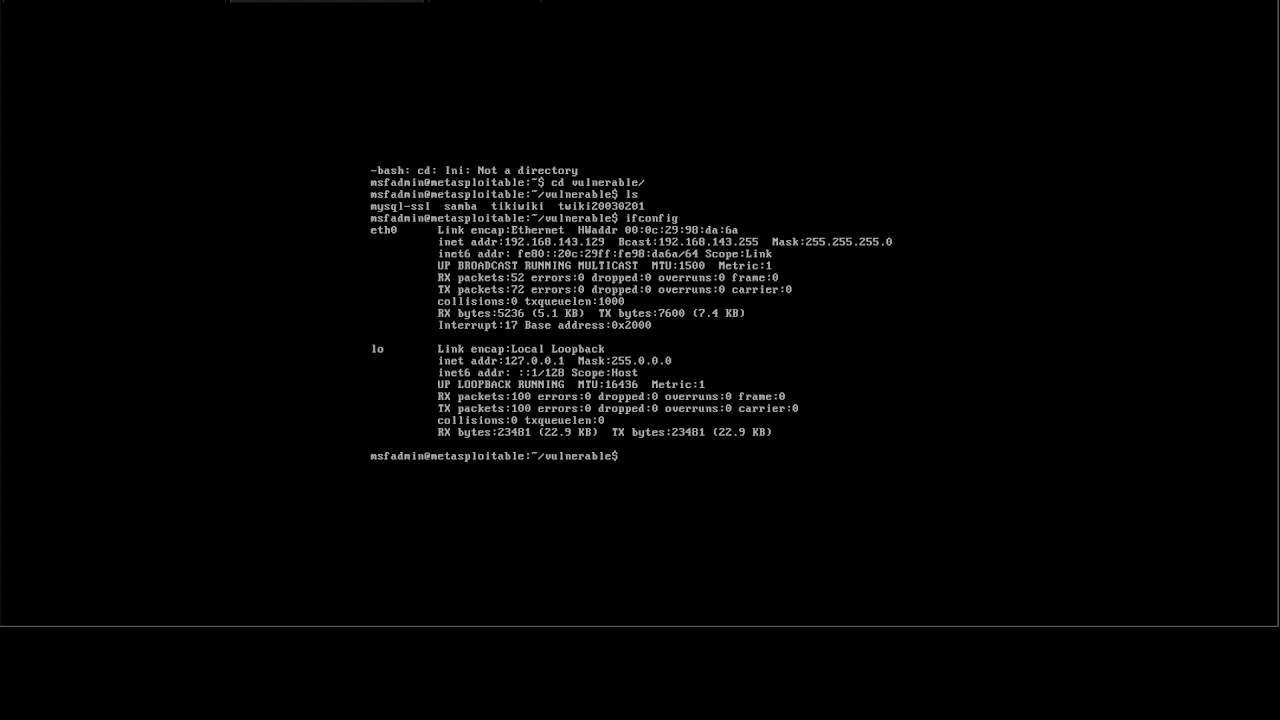 -bash: cd: Ini: Not a directory
msfadmin@metasploitable:~$ cd vulnerable/
msfadmin@metasploitable:~/vulnerable$ ls
mysql-ssl  samba  tikiwiki  twiki20030201
msfadmin@metasploitable:~/vulnerable$ ifconfig
eth0      Link encap:Ethernet  HWaddr 00:0c:29:98:da:6a
          inet addr:192.168.143.129  Bcast:192.168.143.255  Mask:255.255.255.0
          inet6 addr: fe80::20c:29ff:fe98:da6a/64 Scope:Link
          UP BROADCAST RUNNING MULTICAST  MTU:1500  Metric:1
          RX packets:52 errors:0 dropped:0 overruns:0 frame:0
          TX packets:72 errors:0 dropped:0 overruns:0 carrier:0
          collisions:0 txqueuelen:1000
          RX bytes:5236 (5.1 KB)  TX bytes:7600 (7.4 KB)
          Interrupt:17 Base address:0x2000
lo        Link encap:Local Loopback
          inet addr:127.0.0.1  Mask:255.0.0.0
          inet6 addr: ::1/128 Scope:Host
          UP LOOPBACK RUNNING  MTU:16436  Metric:1
          RX packets:100 errors:0 dropped:0 overruns:0 frame:0
          TX packets:100 errors:0 dropped:0 overruns:0 carrier:0
          collisions:0 txqueuelen:0
          RX bytes:23481 (22.9 KB)  TX bytes:23481 (22.9 KB)
msfadmin@metasploitable:~/vulnerable$